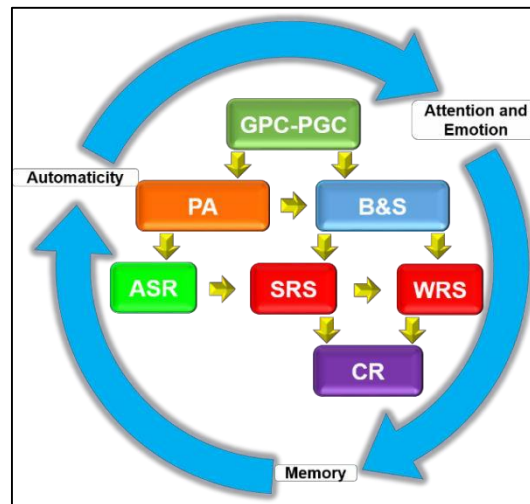 Attention and
Emotion
GPC-PGC
Automaticity
PA
B&S
ASR
SRS
WRS
CR
Memory